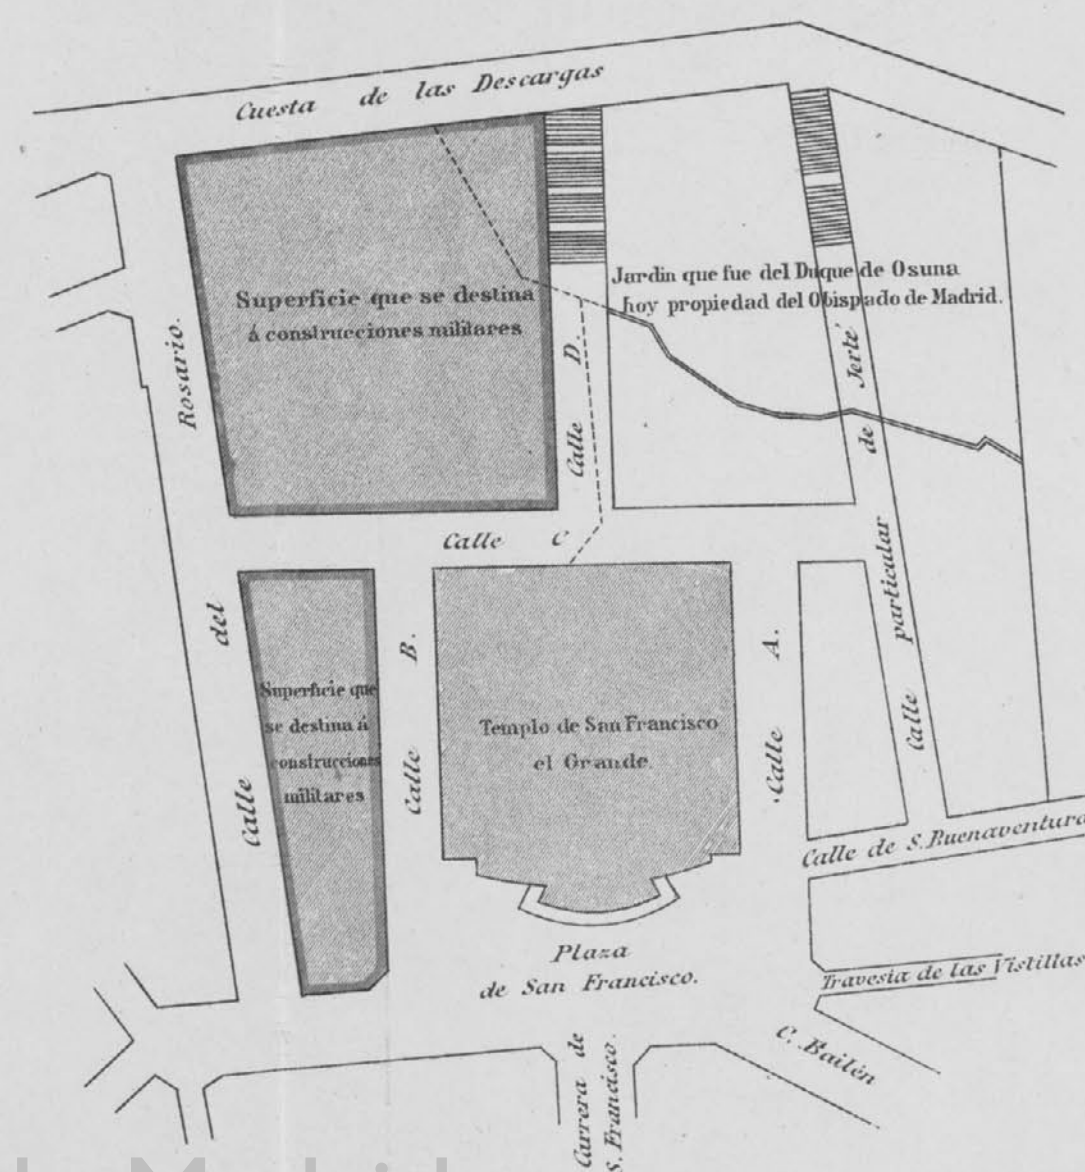 Cuesta de las Descargas
Superficie que se destina
á construcciones militares
Jardin que fue del Duque de Osuna
hoy propiedad del Obispado de Madrid.
Calle D.
Calle C
Calle del Rosario.
Calle particular de Jerté
Superficie que
se destina á
construcciones
militares
Calle B.
Templo de San Francisco
el Grande.
Calle A.
Calle de S. Buenaventura
Plaza
de San Francisco.
Travesia de las Vistillas
C. Bailén
Carrera de
S. Francisco.